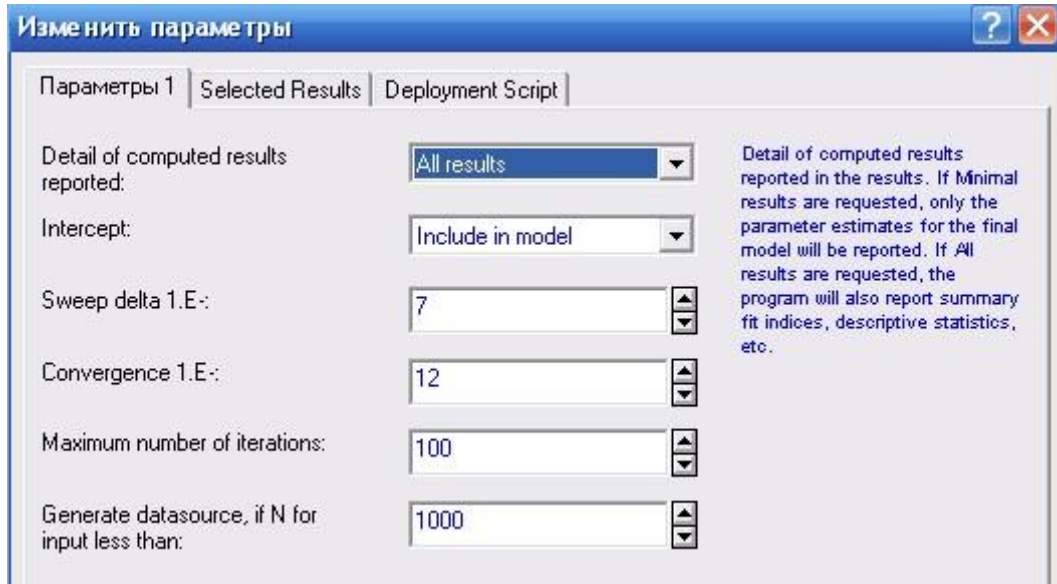 Изменить параметры
Параметры 1
Selected Results
Deployment Script
Detail of computed results
reported:
All results
Intercept:
Include in model
Sweep delta 1.E-:
7
Convergence 1.E-:
12
Maximum number of iterations:
100
Generate datasource, if N for
input less than:
1000
Detail of computed results
reported in the results. If Minimal
results are requested, only the
parameter estimates for the final
model will be reported. If All
results are requested, the
program will also report summary
fit indices, descriptive statistics,
etc.